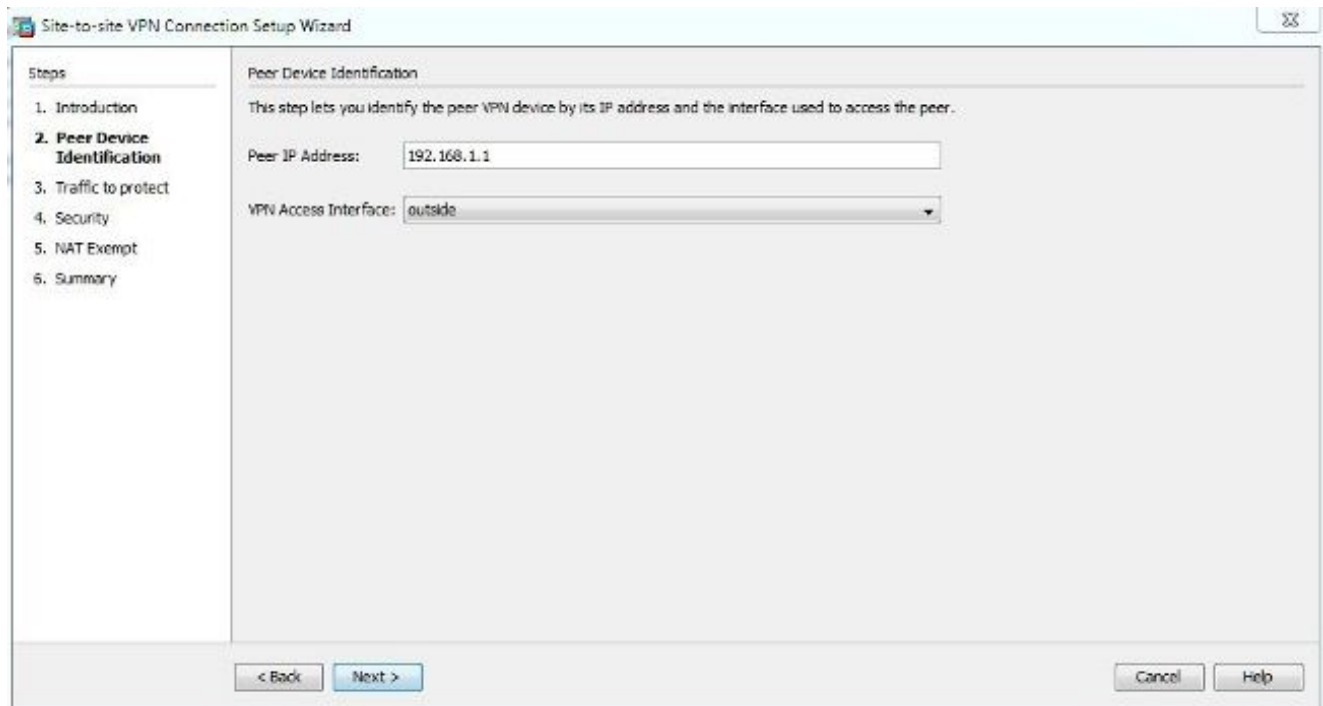 Site-to-site VPN Connection Setup Wizard
Steps
1. Introduction
2. Peer Device
Identification
3. Traffic to protect
4. Security
5. NAT Exempt
6. Summary
Peer Device Identification
This step lets you identify the peer VPN device by its IP address and the interface used to access the peer.
Peer IP Address: 192.168.1.1
VPN Access Interface: outside
< Back Next > Cancel Help